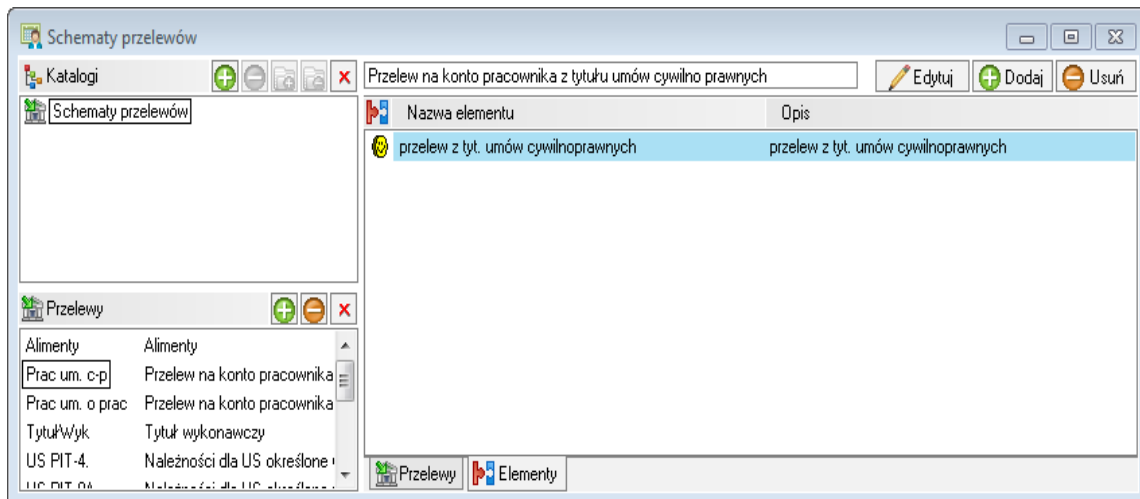 Schematy przelewów
Katalogi
Schematy przelewów
Przelew na konto pracownika z tytułu umów cywilno prawnych
Edytuj
Dodaj
Usuń
Nazwa elementu Opis
przelew z tyt. umów cywilnoprawnych przelew z tyt. umów cywilnoprawnych
Przelewy
Alimenty Alimenty
Prac um. c-p Przelew na konto pracownika
Prac um. o prac Przelew na konto pracownika
TytułWyk Tytuł wykonawczy
US PIT-4. Należności dla US określone
Przelewy
Elementy